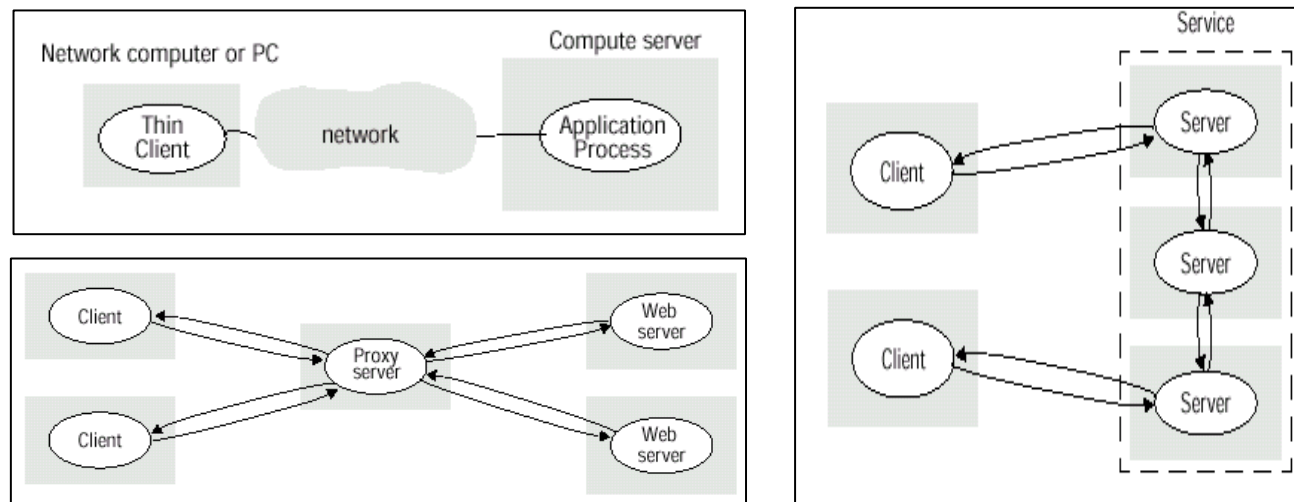 Network computer or PC
Compute server
Thin
Client
network
Application
Process
Client
Web
server
Proxy
server
Client
Web
server
Service
Server
Client
Server
Client
Server